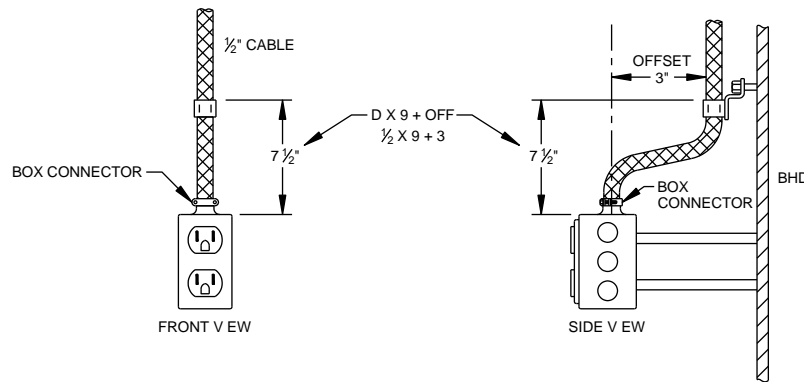 ½" CABLE
OFFSET
3"
D X 9 + OFF
½ X 9 + 3
7 ½"
7 ½"
BOX CONNECTOR
BOX
CONNECTOR
BHD
FRONT V EW
SIDE V EW